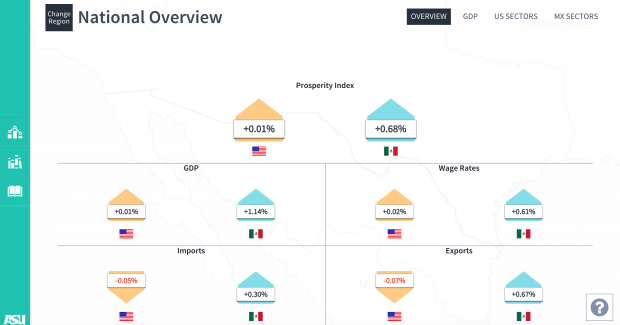 Change
Region
National Overview
OVERVIEW
GDP
US SECTORS
MX SECTORS
Prosperity Index
+0.01%
+0.68%
GDP
Wage Rates
+0.01%
+1.14%
+0.02%
+0.61%
Imports
Exports
-0.05%
+0.30%
-0.07%
+0.67%
ASU
?